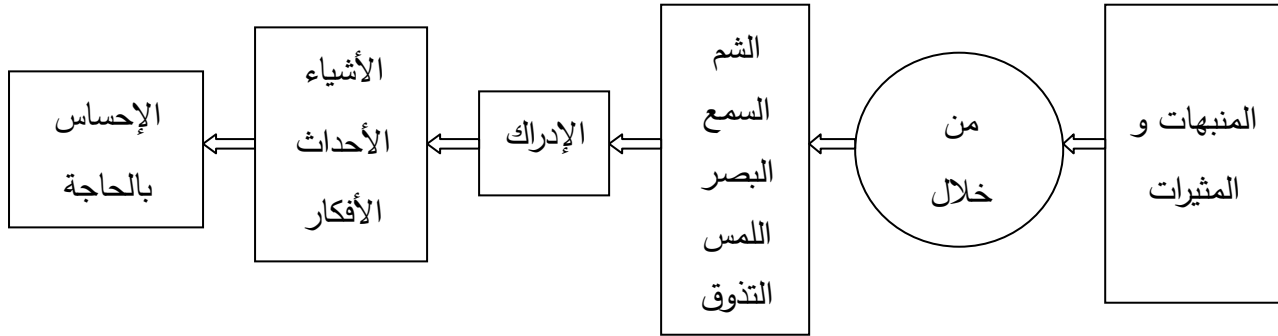 المنبهات و
المثيرات
من
خلال
الشم
السمع
البصر
اللمس
التذوق
الإدراك
الأشياء
الأحداث
الأفكار
الإحساس
بالحاجة